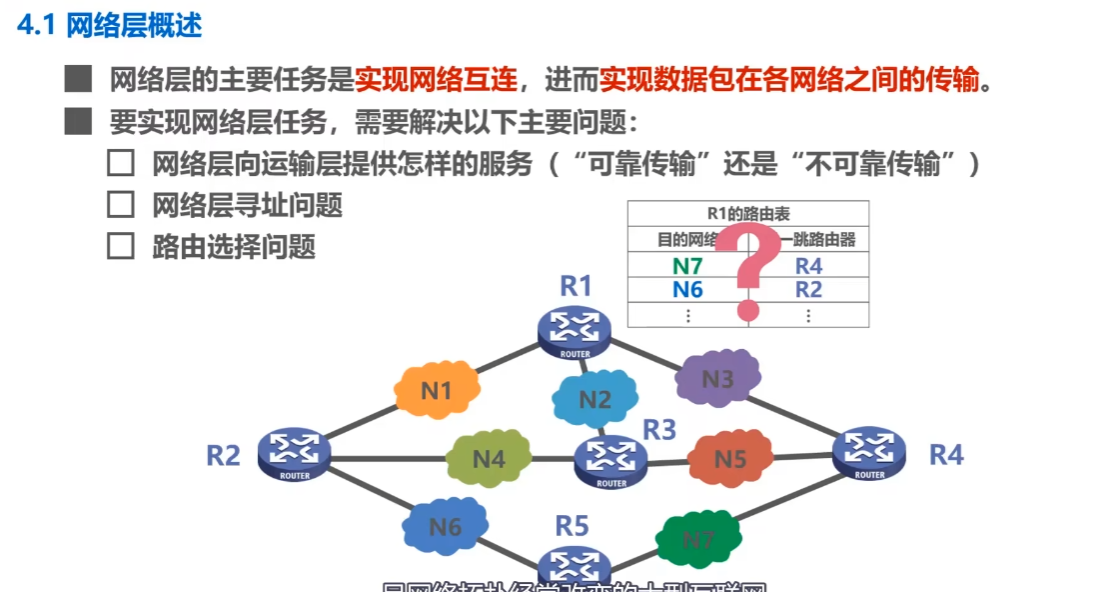 4.1 网络层概述
网络层的主要任务是实现网络互连，进而实现数据包在各网络之间的传输。
要实现网络层任务，需要解决以下主要问题：
网络层向运输层提供怎样的服务（“可靠传输”还是“不可靠传输”）
网络层寻址问题
路由选择问题
R1的路由表
目的网络 一跳路由器
N7 R4
N6 R2
⋮ ⋮
?
R1
ROUTER
N1
N2
N3
R2
ROUTER
N4
R3
ROUTER
N5
R4
ROUTER
N6
R5
N7